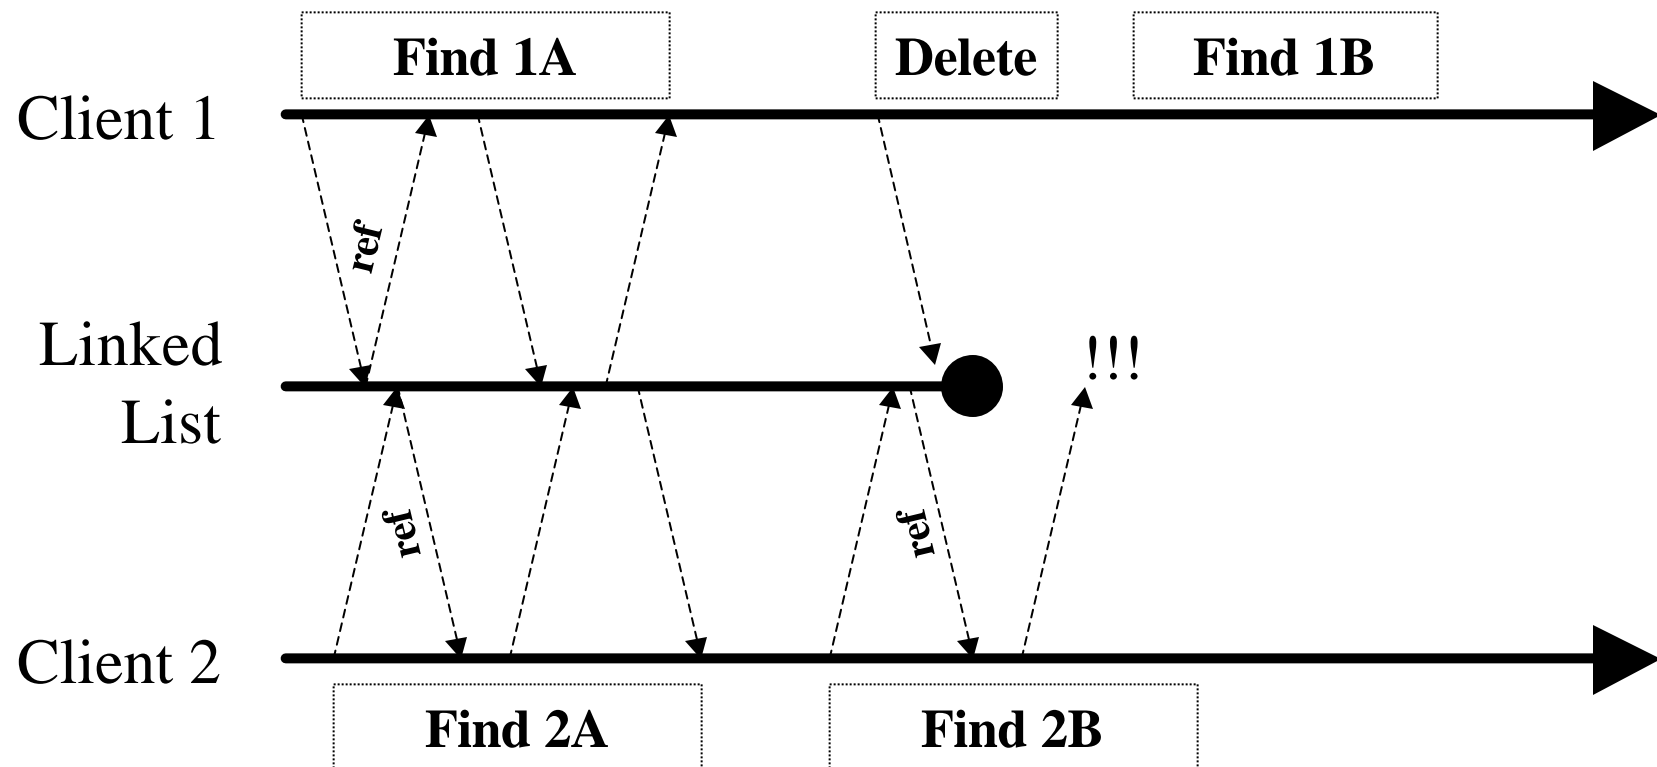 Find 1A
Delete
Find 1B
Client 1
ref
Linked
List
!!!
ref
ref
Client 2
Find 2A
Find 2B